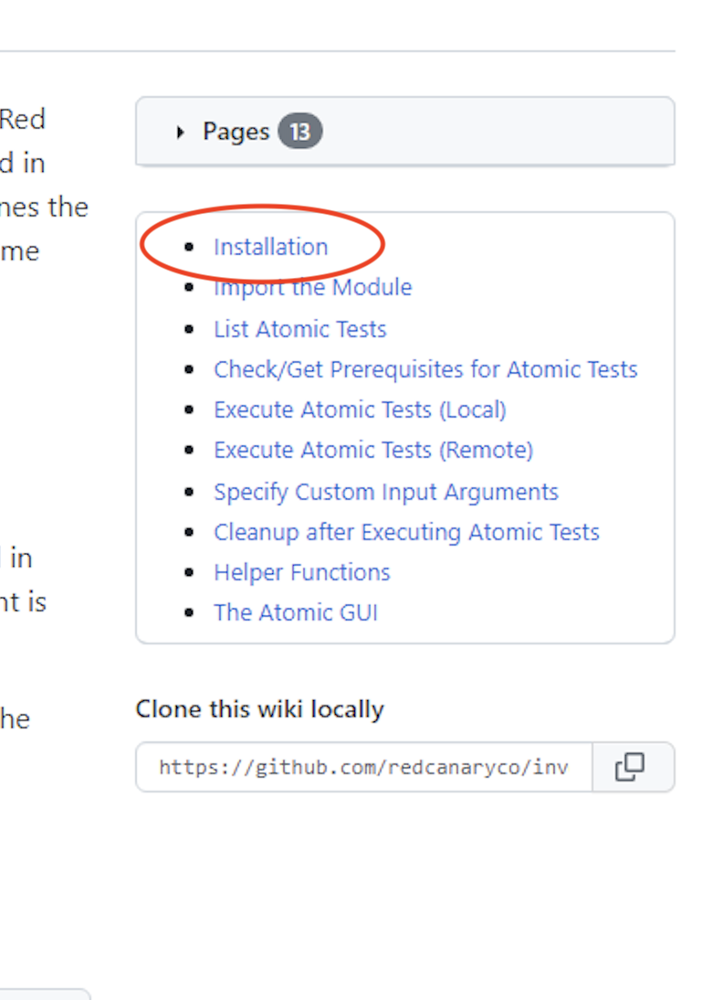 Red
d in
nes the
me
in
nt is
he
Pages 13
Installation
Import the Module
List Atomic Tests
Check/Get Prerequisites for Atomic Tests
Execute Atomic Tests (Local)
Execute Atomic Tests (Remote)
Specify Custom Input Arguments
Cleanup after Executing Atomic Tests
Helper Functions
The Atomic GUI
Clone this wiki locally
https://github.com/redcanaryco/inv